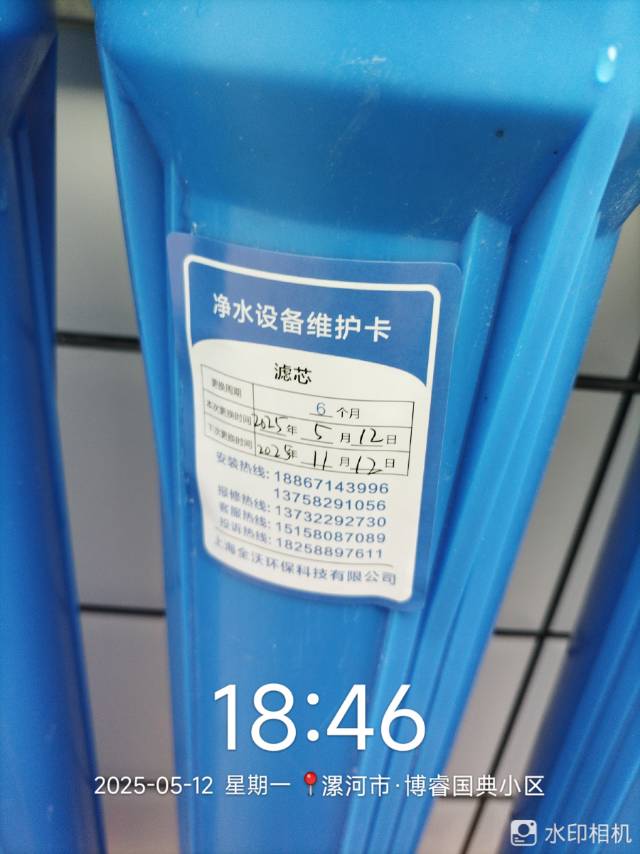 净水设备维护卡
滤芯
更换周期 6 个月
本次更换时间 2025年 5 月 12 日
下次更换时间 2025年 11 月 12 日
安装热线: 18867143996
13758291056
报修热线: 13732292730
客服热线: 15158087089
投诉热线: 18258897611
上海全沃环保科技有限公司
18:46
2025-05-12 星期一 漯河市·博睿国典小区
水印相机